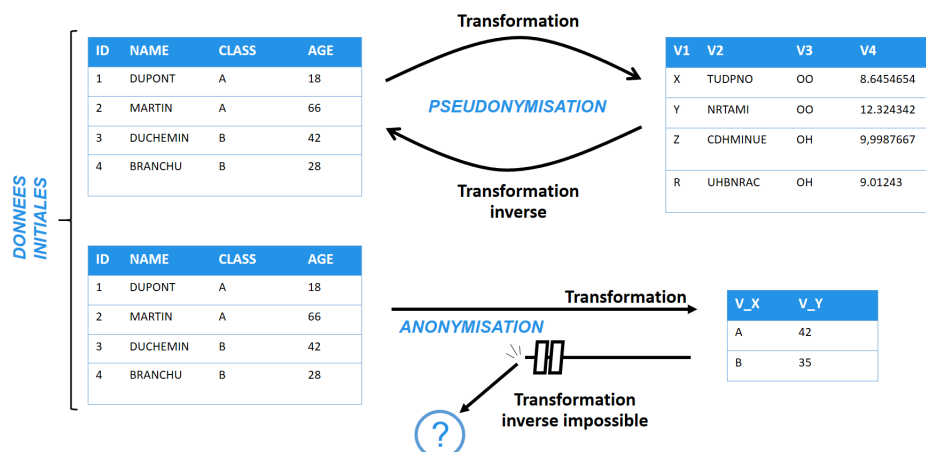 Transformation
ID NAME CLASS AGE
1 DUPONT A 18
2 MARTIN A 66
3 DUCHEMIN B 42
4 BRANCHU B 28
PSEUDONYMISATION
V1 V2 V3 V4
X TUDPNO OO 8.6454654
Y NRTAMI OO 12.324342
Z CDHMINUE OH 9,9987667
R UHBNRAC OH 9.01243
Transformation
inverse
DONNEES
INITIALES
ID NAME CLASS AGE
1 DUPONT A 18
2 MARTIN A 66
3 DUCHEMIN B 42
4 BRANCHU B 28
Transformation
ANONYMISATION
V_X V_Y
A 42
B 35
Transformation
inverse impossible
?